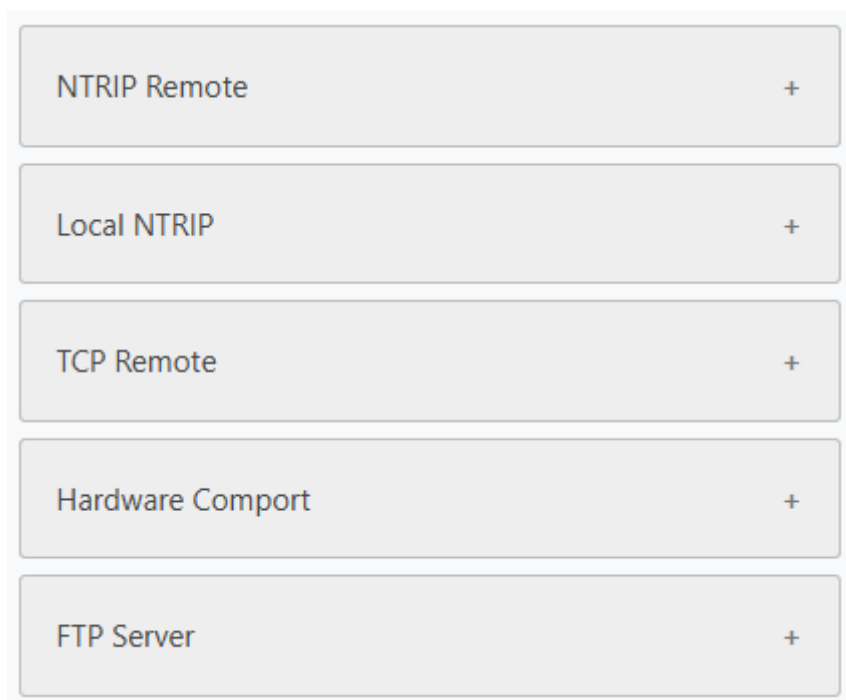 NTRIP Remote +
Local NTRIP +
TCP Remote +
Hardware Comport +
FTP Server +